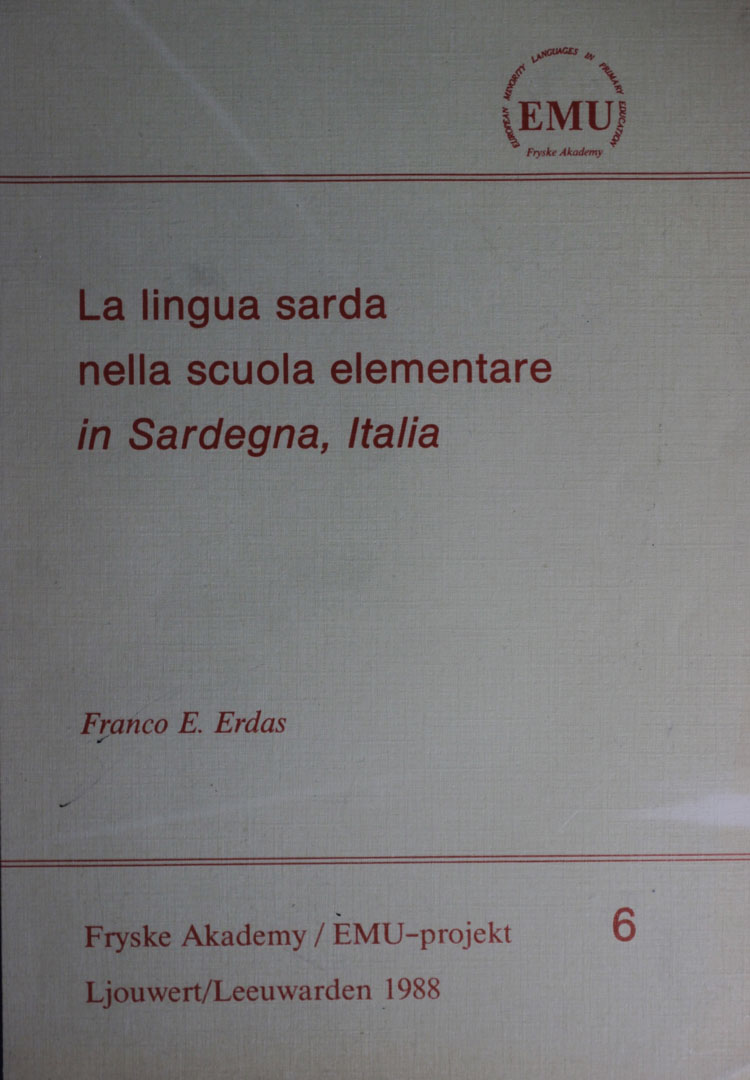 EUROPEAN MINORITY LANGUAGES IN PRIMARY EDUCATION
EMU
Fryske Akademy
La lingua sarda
nella scuola elementare
in Sardegna, Italia
Franco E. Erdas
Fryske Akademy / EMU-projekt 6
Ljouwert/Leeuwarden 1988